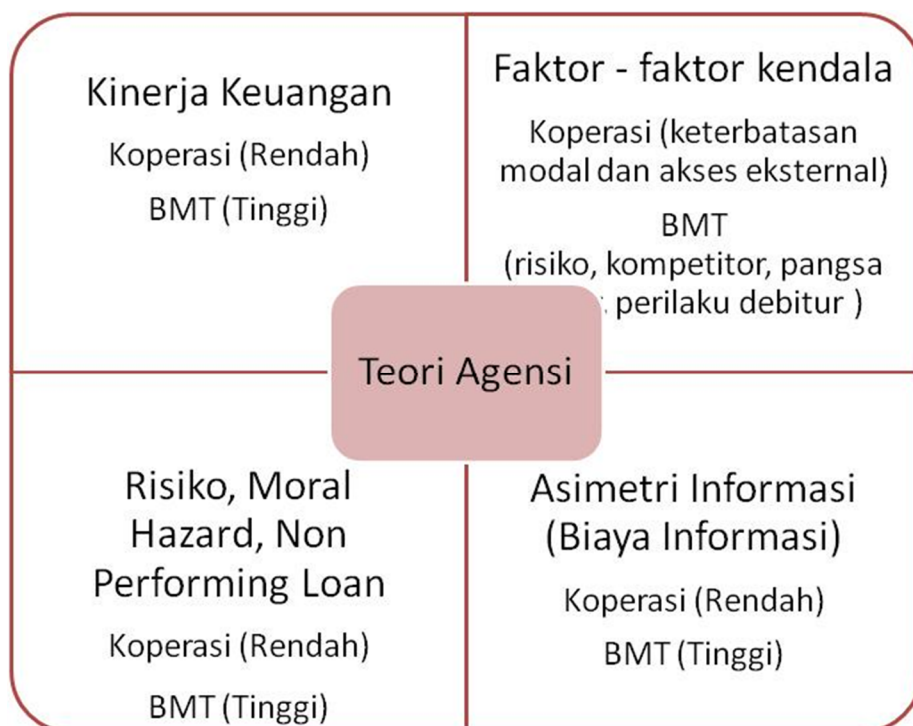 Kinerja Keuangan
Koperasi (Rendah)
BMT (Tinggi)
Faktor - faktor kendala
Koperasi (keterbatasan
modal dan akses eksternal)
BMT
(risiko, kompetitor, pangsa
perilaku debitur )
Teori Agensi
Risiko, Moral
Hazard, Non
Performing Loan
Koperasi (Rendah)
BMT (Tinggi)
Asimetri Informasi
(Biaya Informasi)
Koperasi (Rendah)
BMT (Tinggi)